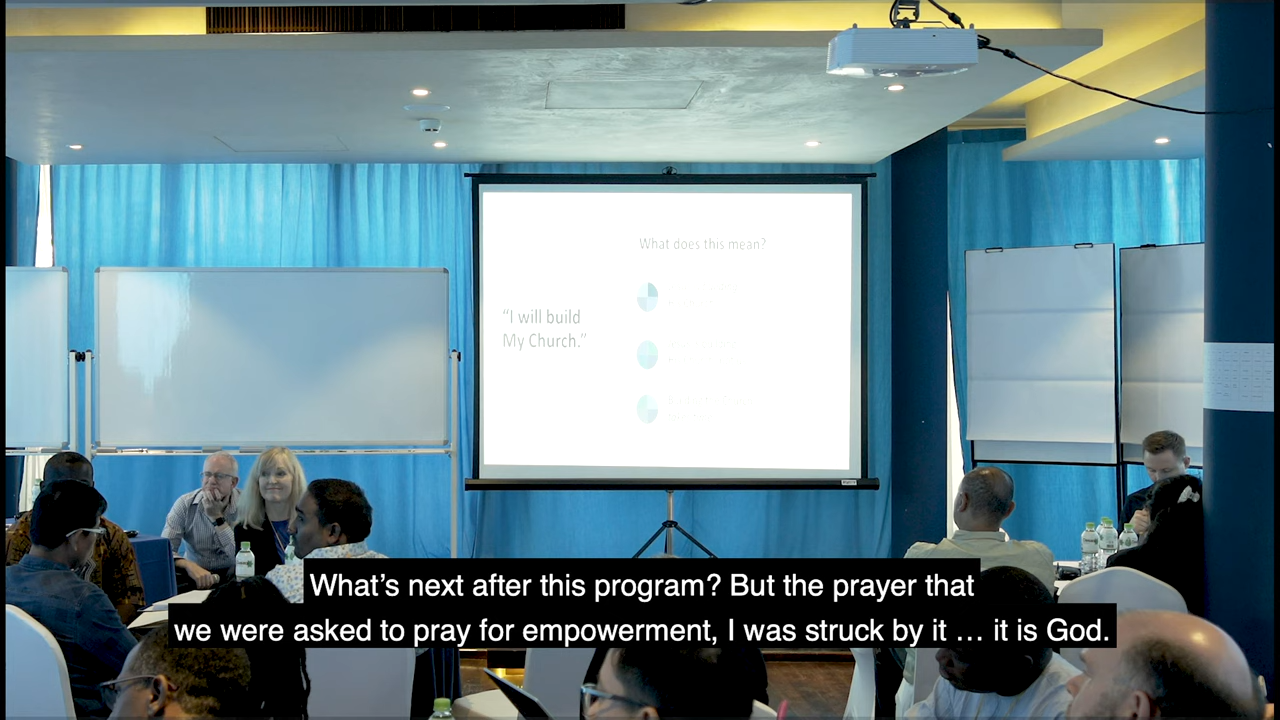 What does this mean?
“I will build
My Church.”
What’s next after this program? But the prayer that
we were asked to pray for empowerment, I was struck by it … it is God.